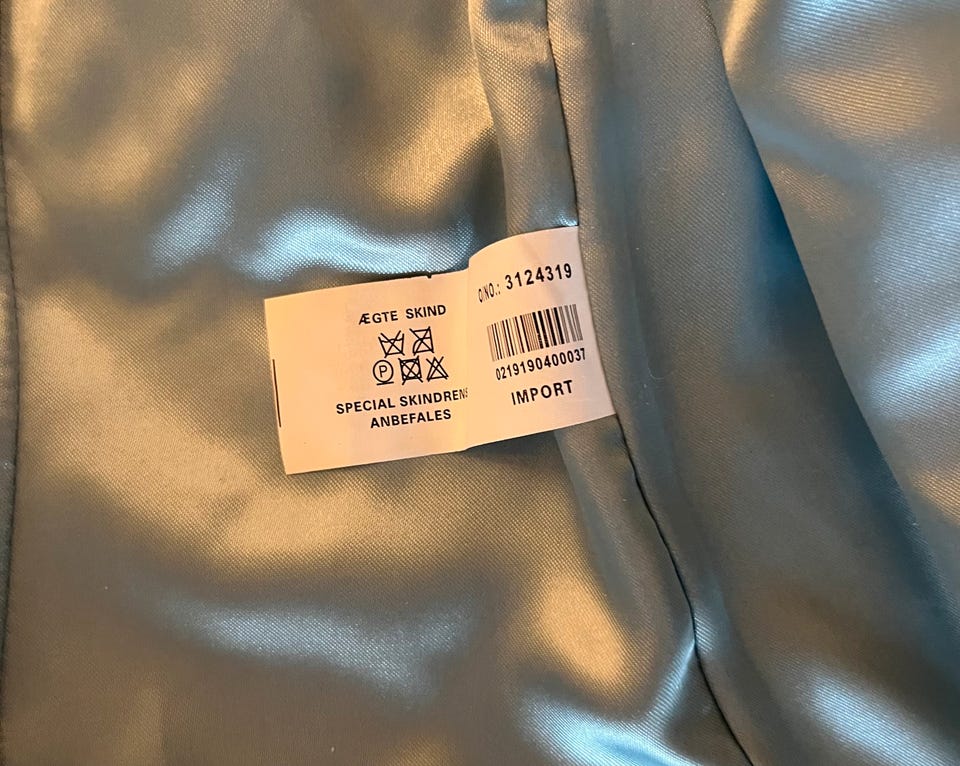 ÆGTE SKIND
P
SPECIAL SKINDRENS
ANBEFALES
O/NO.: 3124319
0219190400037
IMPORT